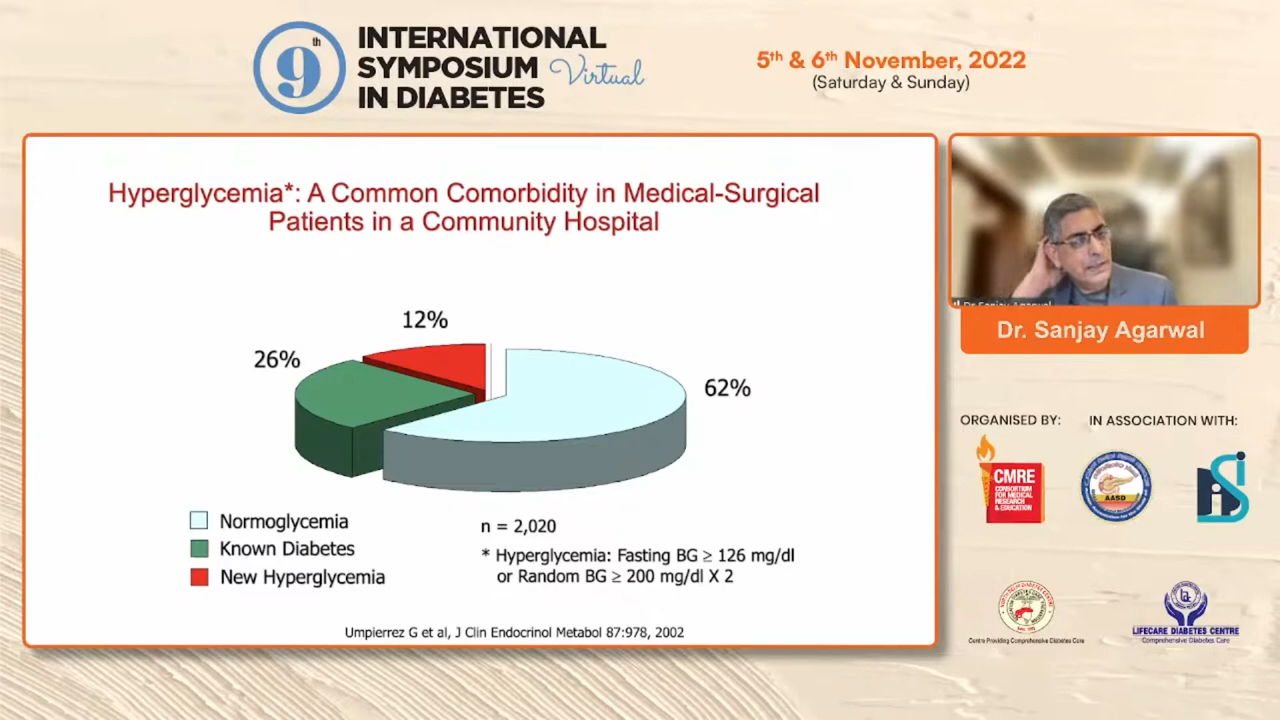 9th
INTERNATIONAL
SYMPOSIUM Virtual
IN DIABETES
5th & 6th November, 2022
(Saturday & Sunday)
Hyperglycemia*: A Common Comorbidity in Medical-Surgical
Patients in a Community Hospital
12%
26%
62%
Normoglycemia
Known Diabetes
New Hyperglycemia
n = 2,020
* Hyperglycemia: Fasting BG ≥ 126 mg/dl
or Random BG ≥ 200 mg/dl X 2
Umpierrez G et al, J Clin Endocrinol Metabol 87:978, 2002
Dr Sanjay Agarwal
Dr. Sanjay Agarwal
ORGANISED BY:
IN ASSOCIATION WITH:
CMRE
CONSORTIUM
FOR MEDICAL
RESEARCH
& EDUCATION
AASD
Centre Providing Comprehensive Diabetes Care
LIFECARE DIABETES CENTRE
Comprehensive Diabetes Care